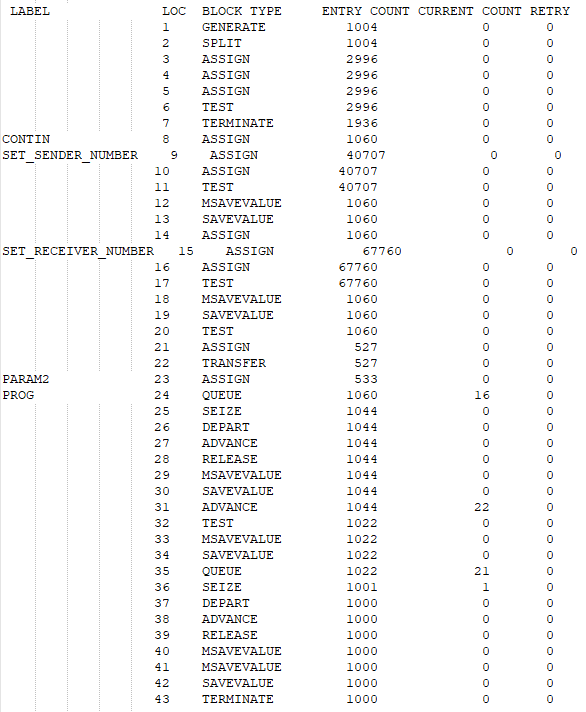 LABEL LOC BLOCK TYPE ENTRY COUNT CURRENT COUNT RETRY
1 GENERATE 1004 0 0
2 SPLIT 1004 0 0
3 ASSIGN 2996 0 0
4 ASSIGN 2996 0 0
5 ASSIGN 2996 0 0
6 TEST 2996 0 0
7 TERMINATE 1936 0 0
CONTIN 8 ASSIGN 1060 0 0
SET_SENDER_NUMBER 9 ASSIGN 40707 0 0
10 ASSIGN 40707 0 0
11 TEST 40707 0 0
12 MSAVEVALUE 1060 0 0
13 SAVEVALUE 1060 0 0
14 ASSIGN 1060 0 0
SET_RECEIVER_NUMBER 15 ASSIGN 67760 0 0
16 ASSIGN 67760 0 0
17 TEST 67760 0 0
18 MSAVEVALUE 1060 0 0
19 SAVEVALUE 1060 0 0
20 TEST 1060 0 0
21 ASSIGN 527 0 0
22 TRANSFER 527 0 0
PARAM2 23 ASSIGN 533 0 0
PROG 24 QUEUE 1060 16 0
25 SEIZE 1044 0 0
26 DEPART 1044 0 0
27 ADVANCE 1044 0 0
28 RELEASE 1044 0 0
29 MSAVEVALUE 1044 0 0
30 SAVEVALUE 1044 0 0
31 ADVANCE 1044 22 0
32 TEST 1022 0 0
33 MSAVEVALUE 1022 0 0
34 SAVEVALUE 1022 0 0
35 QUEUE 1022 21 0
36 SEIZE 1001 1 0
37 DEPART 1000 0 0
38 ADVANCE 1000 0 0
39 RELEASE 1000 0 0
40 MSAVEVALUE 1000 0 0
41 MSAVEVALUE 1000 0 0
42 SAVEVALUE 1000 0 0
43 TERMINATE 1000 0 0